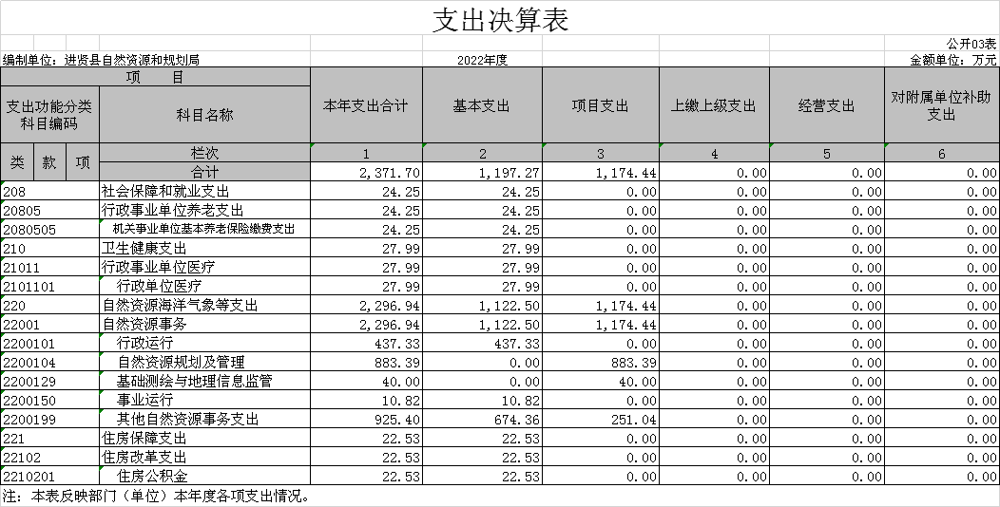 支出决算表
公开03表
编制单位：进贤县自然资源和规划局 2022年度 金额单位：万元
项 目 本年支出合计 基本支出 项目支出 上缴上级支出 经营支出 对附属单位补助支出
支出功能分类科目编码 科目名称
类 款 项 栏次 1 2 3 4 5 6
合计 2,371.70 1,197.27 1,174.44 0.00 0.00 0.00
208 社会保障和就业支出 24.25 24.25 0.00 0.00 0.00 0.00
20805 行政事业单位养老支出 24.25 24.25 0.00 0.00 0.00 0.00
2080505 机关事业单位基本养老保险缴费支出 24.25 24.25 0.00 0.00 0.00 0.00
210 卫生健康支出 27.99 27.99 0.00 0.00 0.00 0.00
21011 行政事业单位医疗 27.99 27.99 0.00 0.00 0.00 0.00
2101101 行政单位医疗 27.99 27.99 0.00 0.00 0.00 0.00
220 自然资源海洋气象等支出 2,296.94 1,122.50 1,174.44 0.00 0.00 0.00
22001 自然资源事务 2,296.94 1,122.50 1,174.44 0.00 0.00 0.00
2200101 行政运行 437.33 437.33 0.00 0.00 0.00 0.00
2200104 自然资源规划及管理 883.39 0.00 883.39 0.00 0.00 0.00
2200129 基础测绘与地理信息监管 40.00 0.00 40.00 0.00 0.00 0.00
2200150 事业运行 10.82 10.82 0.00 0.00 0.00 0.00
2200199 其他自然资源事务支出 925.40 674.36 251.04 0.00 0.00 0.00
221 住房保障支出 22.53 22.53 0.00 0.00 0.00 0.00
22102 住房改革支出 22.53 22.53 0.00 0.00 0.00 0.00
2210201 住房公积金 22.53 22.53 0.00 0.00 0.00 0.00
注：本表反映部门（单位）本年度各项支出情况。